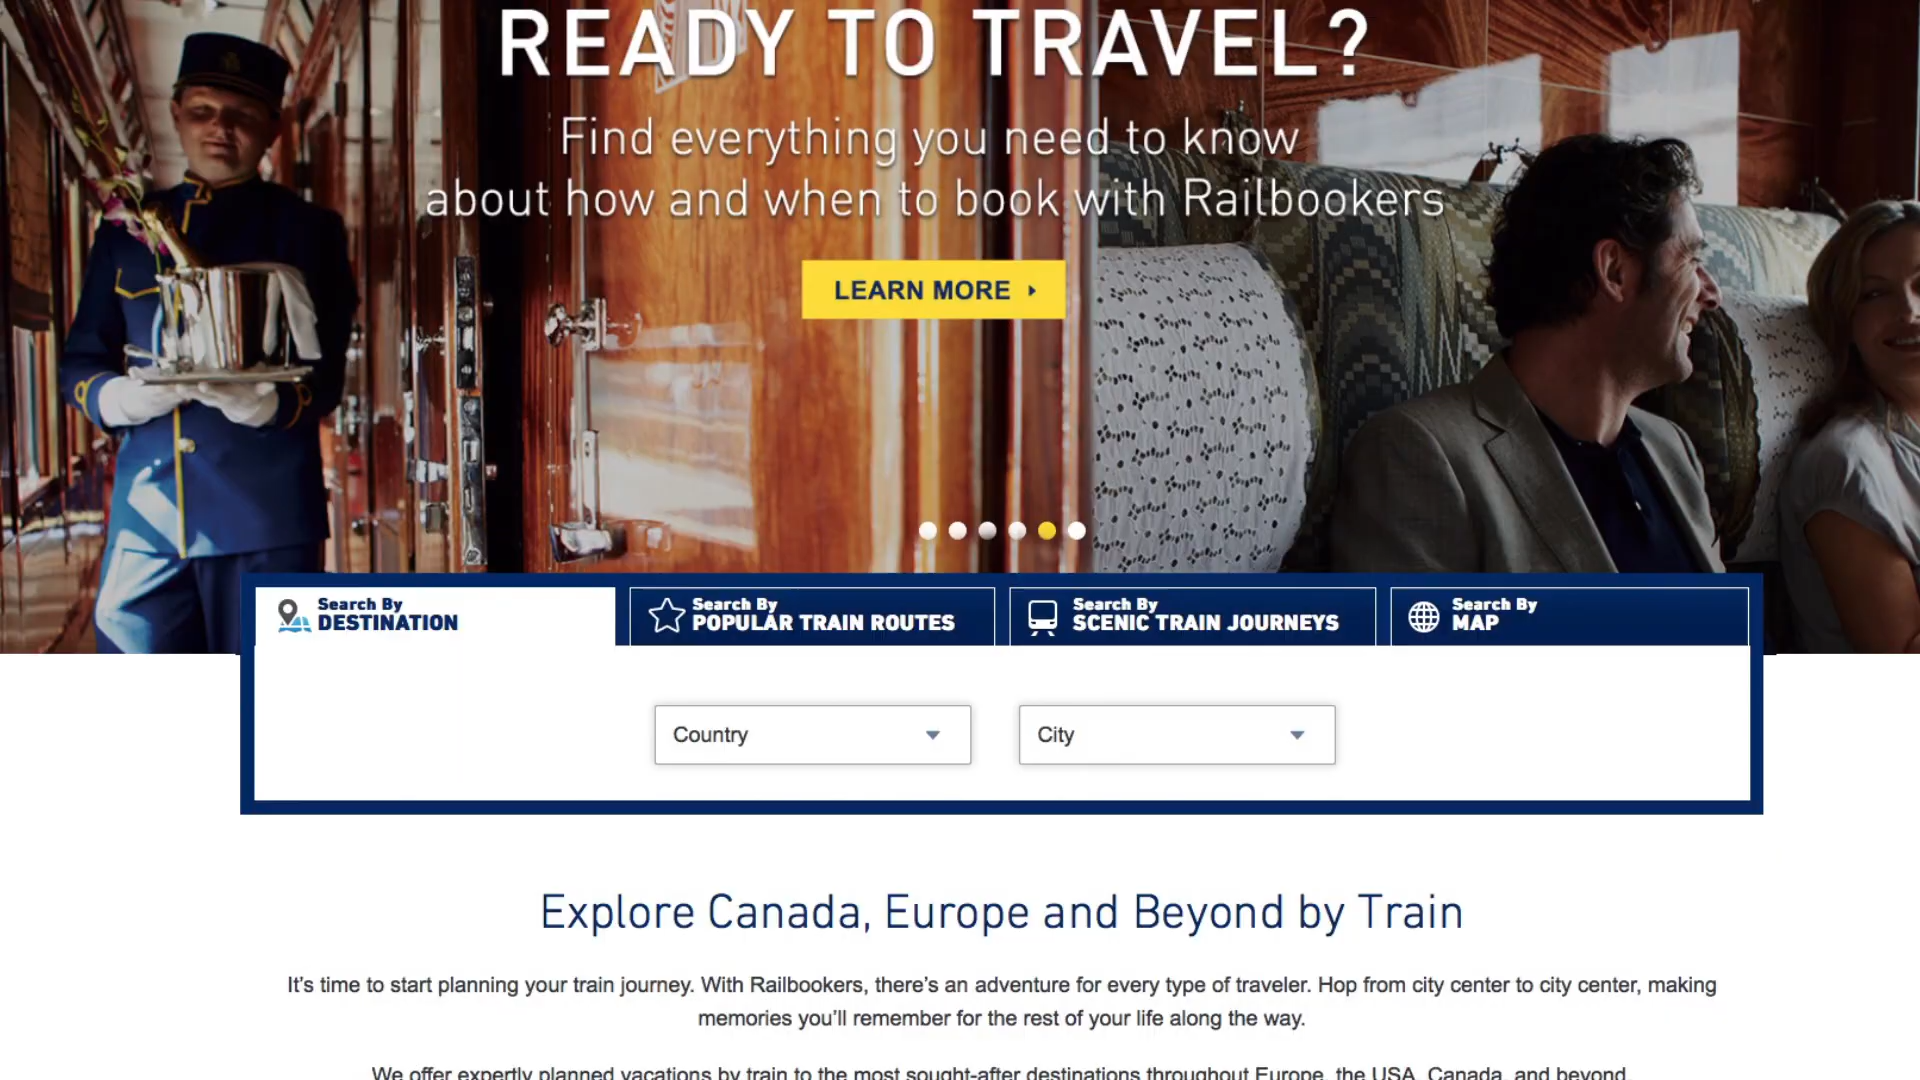 READY TO TRAVEL?
Find everything you need to know
about how and when to book with Railbookers
LEARN MORE
Search By
DESTINATION
Search By
POPULAR TRAIN ROUTES
Search By
SCENIC TRAIN JOURNEYS
Search By
MAP
Country
City
Explore Canada, Europe and Beyond by Train
It’s time to start planning your train journey. With Railbookers, there’s an adventure for every type of traveler. Hop from city center to city center, making
memories you’ll remember for the rest of your life along the way.
We offer expertly planned vacations by train to the most sought-after destinations throughout Europe, the USA, Canada, and beyond.